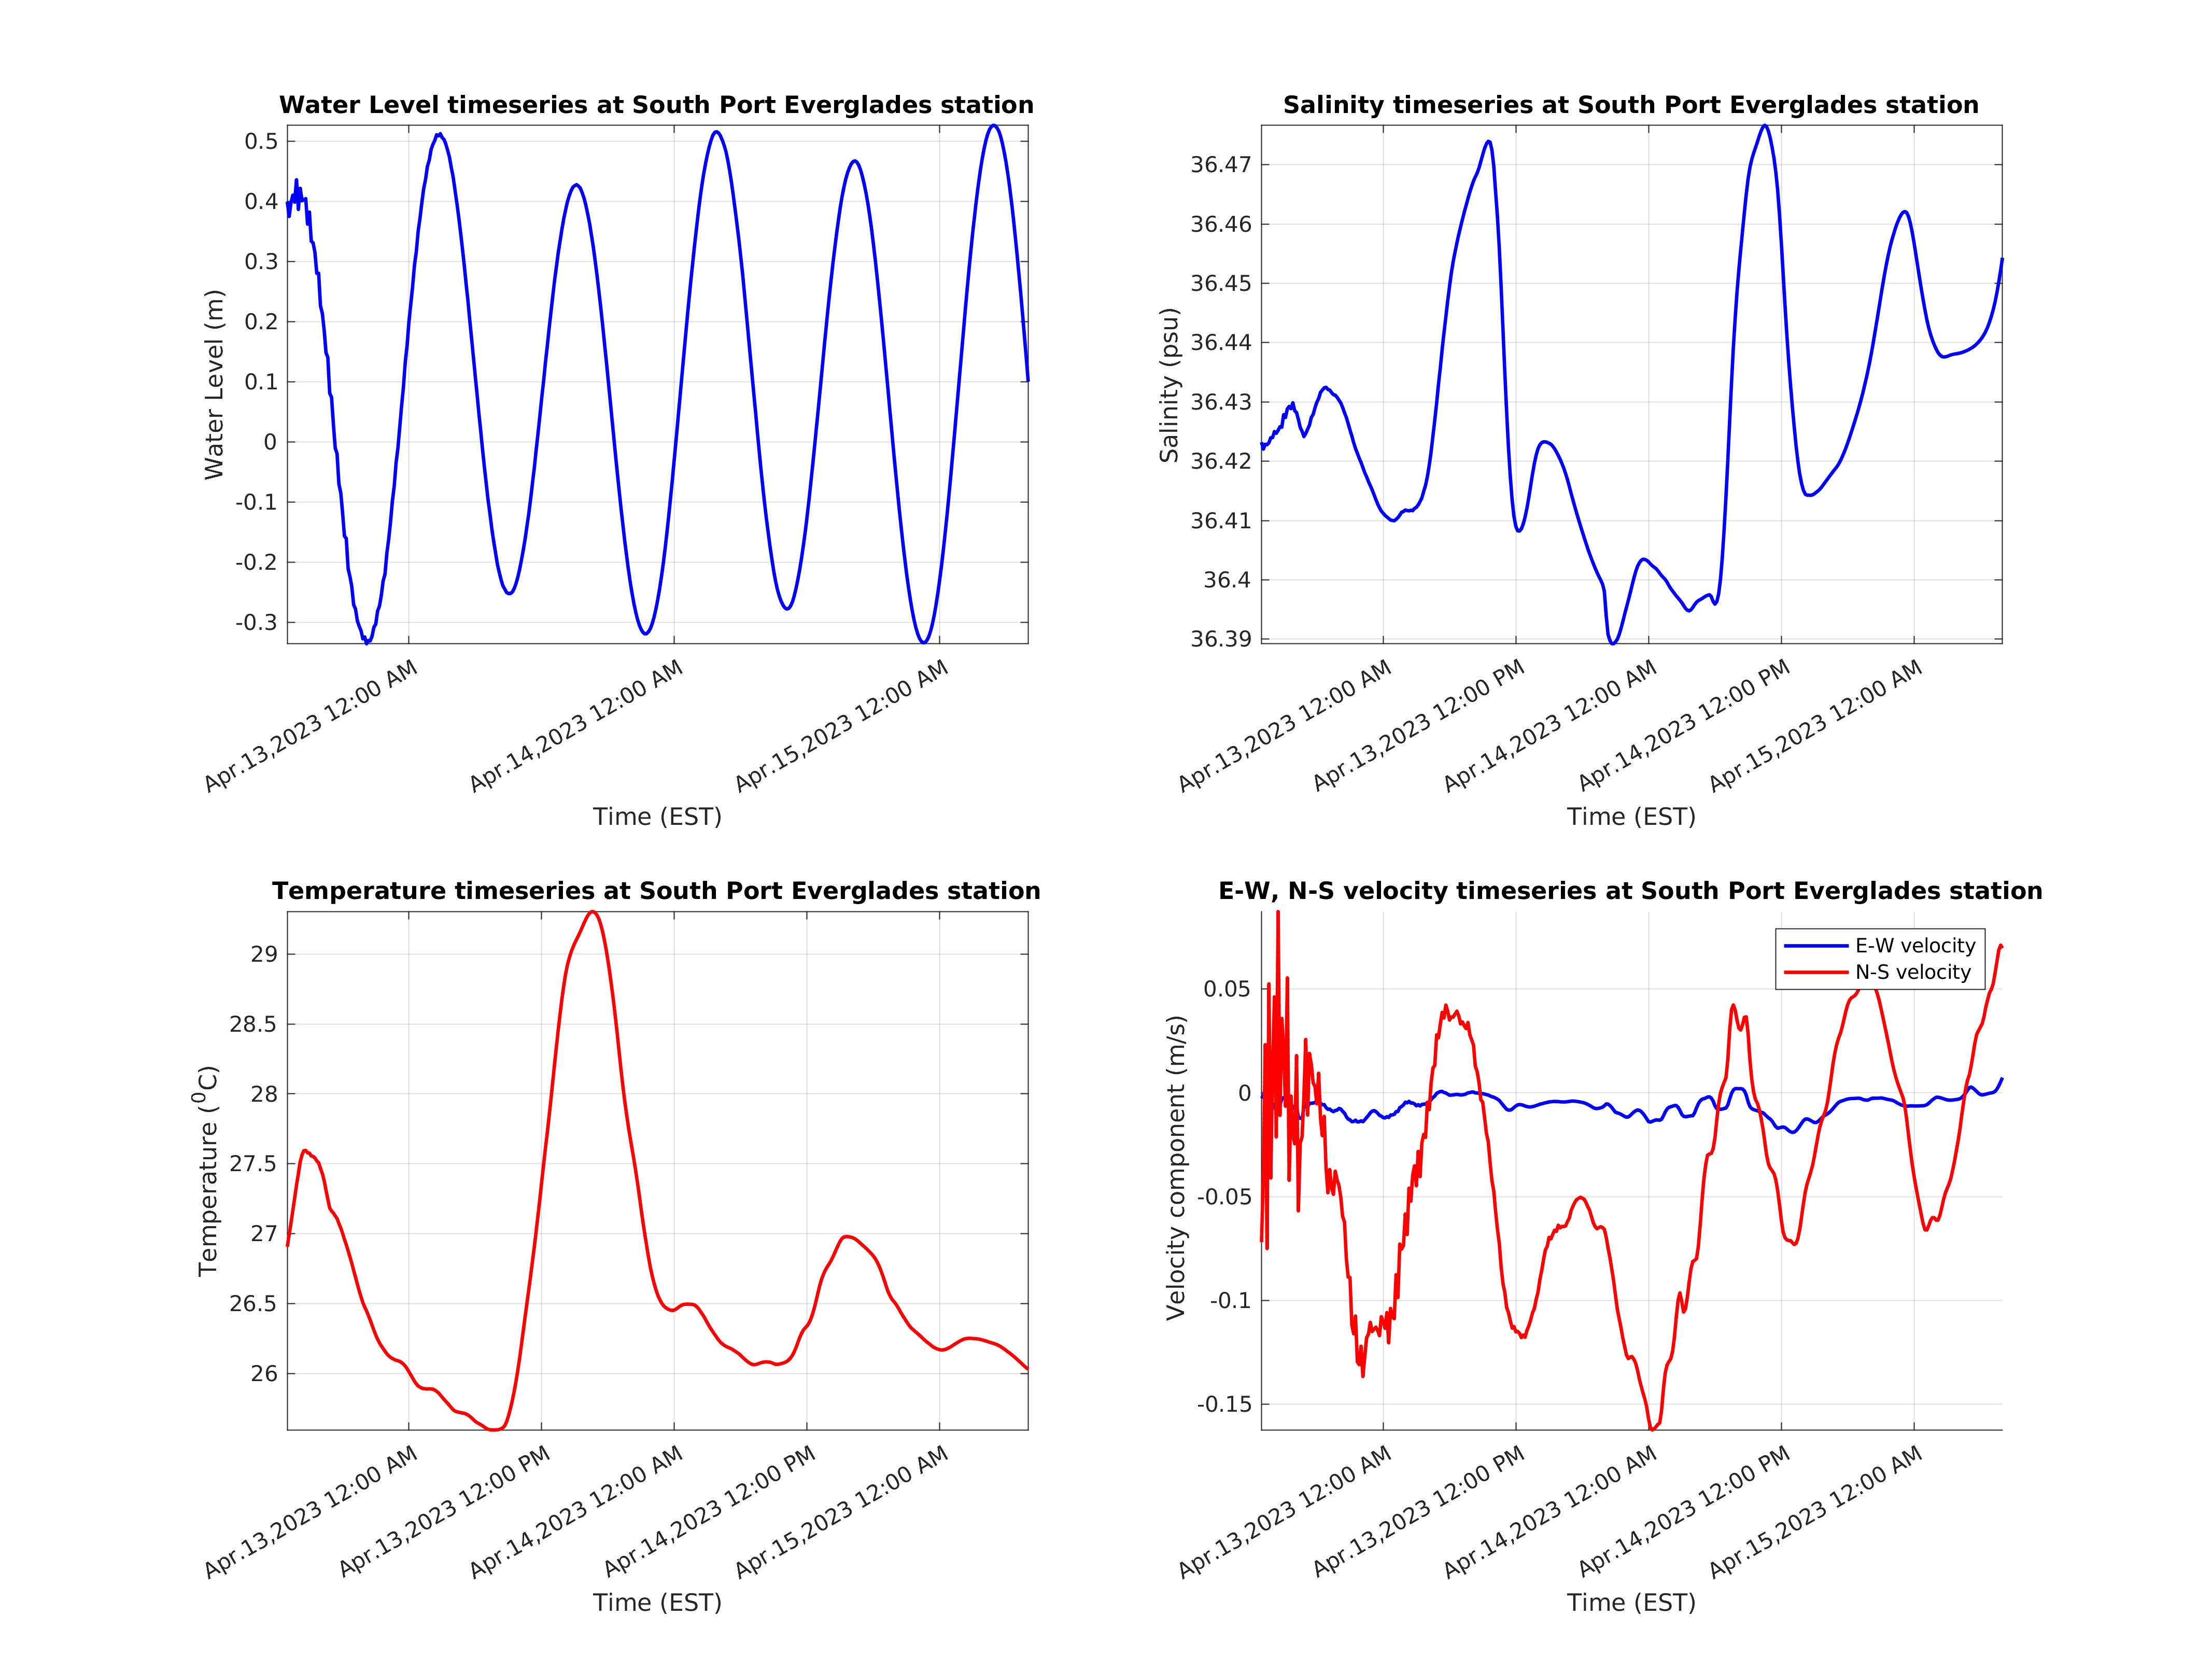 Water Level timeseries at South Port Everglades station
Water Level (m)
0.5
0.4
0.3
0.2
0.1
0
-0.1
-0.2
-0.3
Apr.13,2023 12:00 AM
Apr.14,2023 12:00 AM
Apr.15,2023 12:00 AM
Time (EST)
Salinity timeseries at South Port Everglades station
Salinity (psu)
36.47
36.46
36.45
36.44
36.43
36.42
36.41
36.4
36.39
Apr.13,2023 12:00 AM
Apr.13,2023 12:00 PM
Apr.14,2023 12:00 AM
Apr.14,2023 12:00 PM
Apr.15,2023 12:00 AM
Time (EST)
Temperature timeseries at South Port Everglades station
Temperature (⁰C)
29
28.5
28
27.5
27
26.5
26
Apr.13,2023 12:00 AM
Apr.13,2023 12:00 PM
Apr.14,2023 12:00 AM
Apr.14,2023 12:00 PM
Apr.15,2023 12:00 AM
Time (EST)
E-W, N-S velocity timeseries at South Port Everglades station
Velocity component (m/s)
E-W velocity
N-S velocity
0.05
0
-0.05
-0.1
-0.15
Apr.13,2023 12:00 AM
Apr.13,2023 12:00 PM
Apr.14,2023 12:00 AM
Apr.14,2023 12:00 PM
Apr.15,2023 12:00 AM
Time (EST)